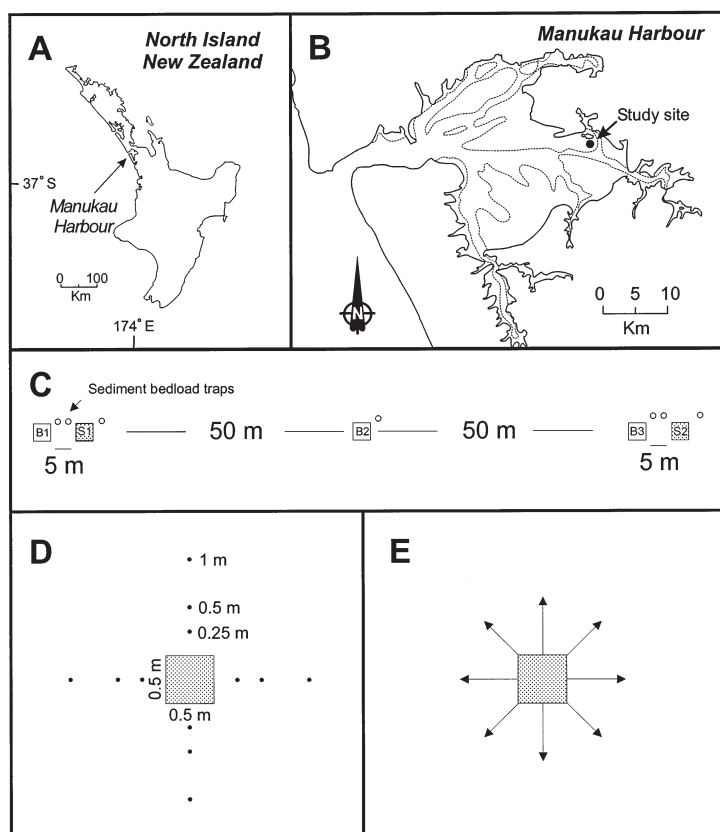 A
North Island
New Zealand
37° S
Manukau
Harbour
0 100
Km
174° E
B
Manukau Harbour
Study site
N
0 5 10
Km
C
Sediment bedload traps
B1 S1 50 m B2 50 m B3 S2
5 m 5 m
D
1 m
0.5 m
0.25 m
0.5 m
0.5 m
E